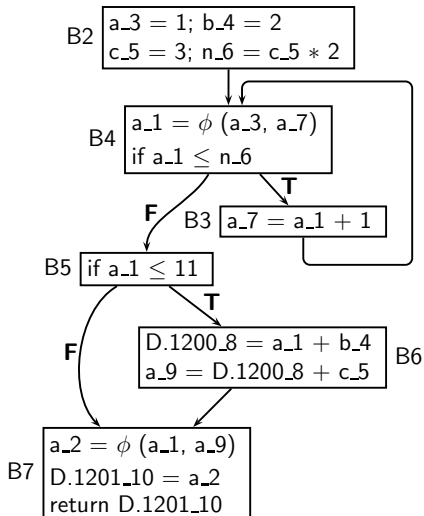 B2
a_3 = 1; b_4 = 2
c_5 = 3; n_6 = c_5 * 2
B4
a_1 = ϕ (a_3, a_7)
if a_1 ≤ n_6
F
T
B3
a_7 = a_1 + 1
B5
if a_1 ≤ 11
F
T
D.1200_8 = a_1 + b_4
a_9 = D.1200_8 + c_5
B6
B7
a_2 = ϕ (a_1, a_9)
D.1201_10 = a_2
return D.1201_10